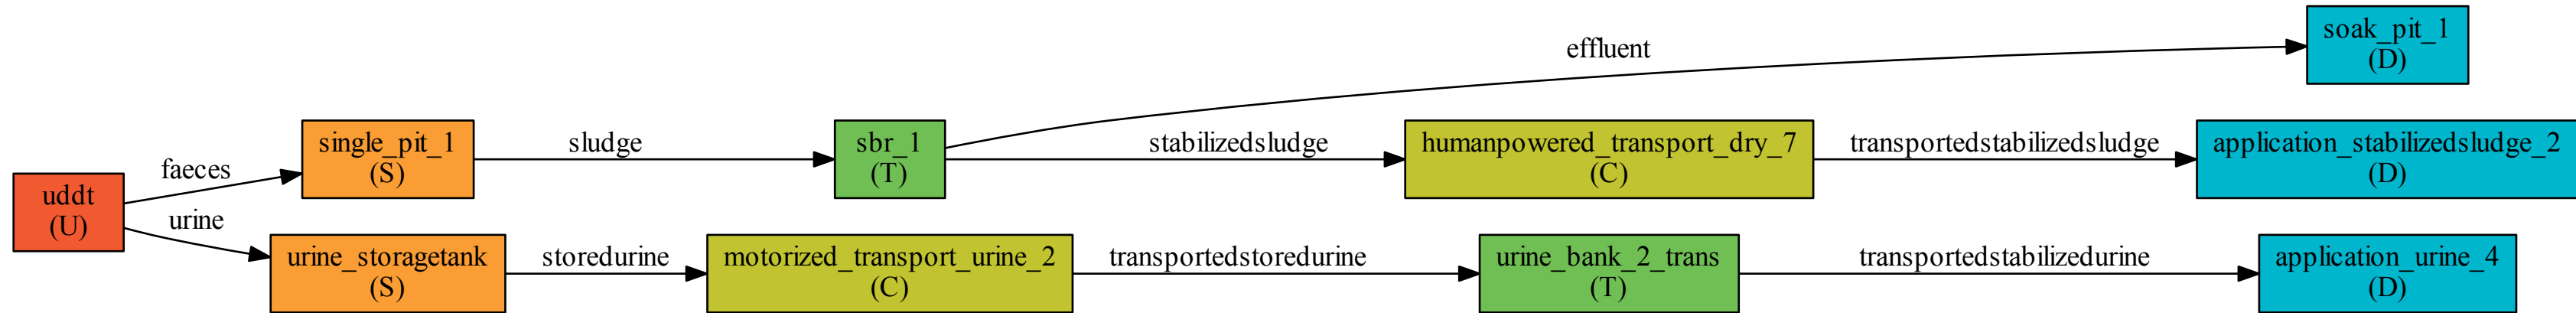 effluent
soak_pit_1
(D)
faeces
single_pit_1
(S)
sludge
sbr_1
(T)
stabilizedsludge
humanpowered_transport_dry_7
(C)
transportedstabilizedsludge
application_stabilizedsludge_2
(D)
uddt
(U)
urine
urine_storagetank
(S)
storedurine
motorized_transport_urine_2
(C)
transportedstoredurine
urine_bank_2_trans
(T)
transportedstabilizedurine
application_urine_4
(D)